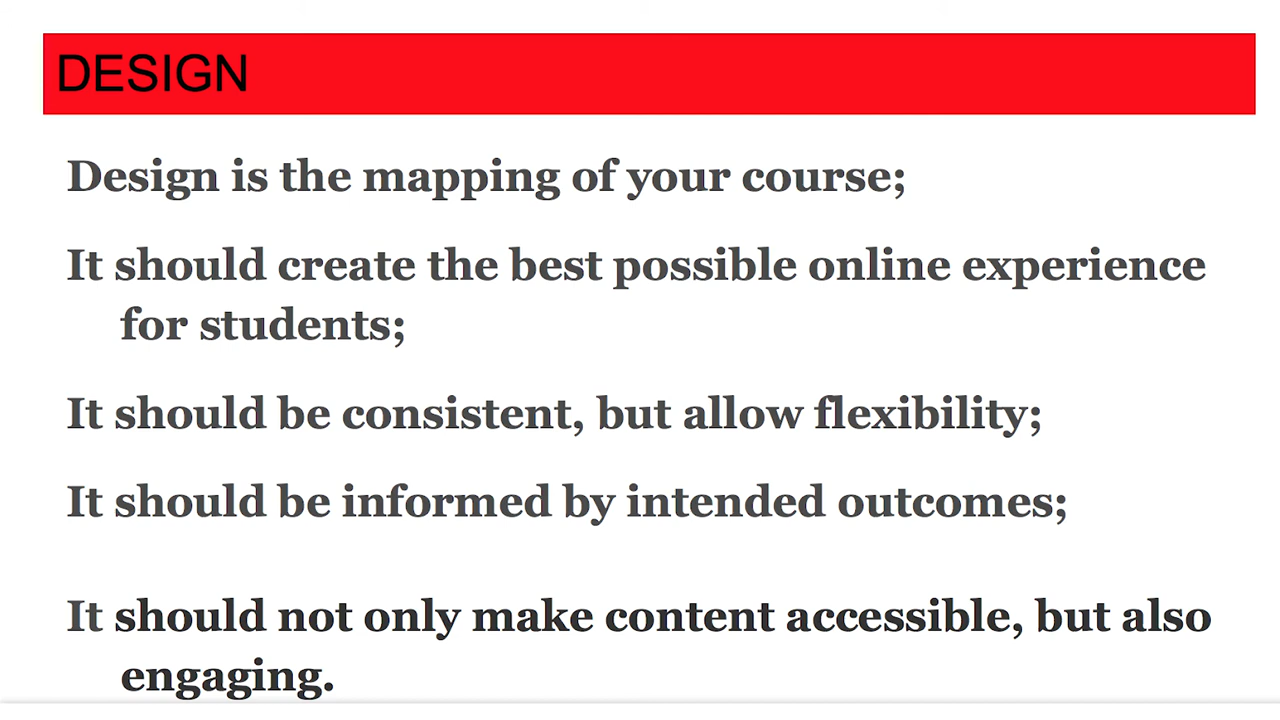 DESIGN
Design is the mapping of your course;
It should create the best possible online experience
for students;
It should be consistent, but allow flexibility;
It should be informed by intended outcomes;
It should not only make content accessible, but also
engaging.